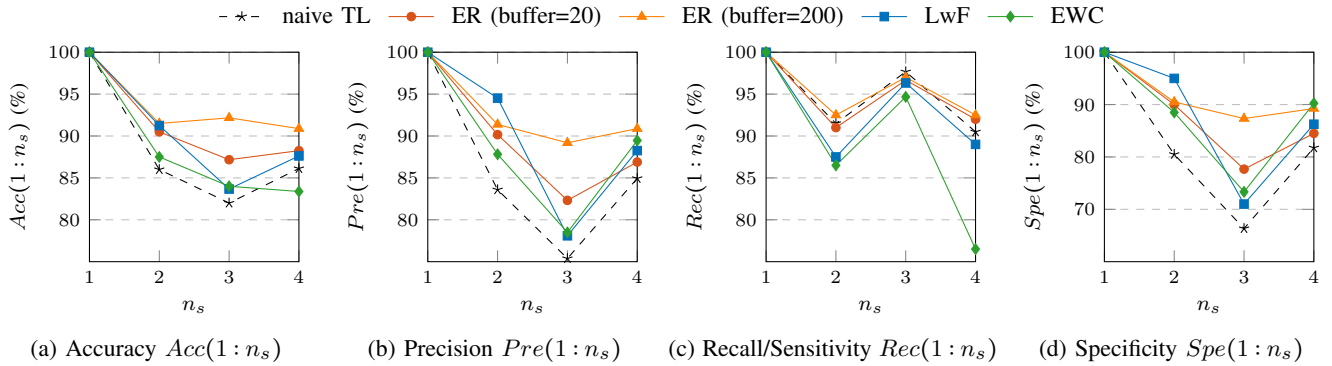 naive TL ER (buffer=20) ER (buffer=200) LwF EWC
Acc(1:n_s) (%)
100
95
90
85
80
1 2 3 4
n_s
(a) Accuracy Acc(1:n_s)
Pre(1:n_s) (%)
100
95
90
85
80
1 2 3 4
n_s
(b) Precision Pre(1:n_s)
Rec(1:n_s) (%)
100
95
90
85
80
1 2 3 4
n_s
(c) Recall/Sensitivity Rec(1:n_s)
Spe(1:n_s) (%)
100
90
80
70
1 2 3 4
n_s
(d) Specificity Spe(1:n_s)